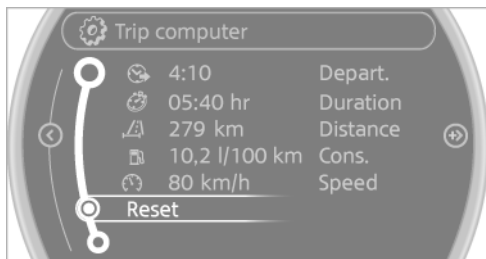 Trip computer
4:10 Depart.
05:40 hr Duration
279 km Distance
10,2 l/100 km Cons.
80 km/h Speed
Reset